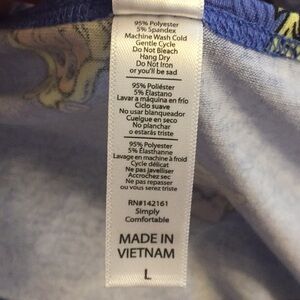 95% Polyester
5% Spandex
Machine Wash Cold
Gentle Cycle
Do Not Bleach
Hang Dry
Do Not Iron
or you'll be sad
95% Poliéster
5% Elastano
Lavar a máquina en frío
Ciclo suave
No usar blanqueador
Cuelgue en seco
No planchar
o estarás triste
95% Polyester
5% Élasthanne
Lavage en machine à froid
Cycle délicat
Ne pas javelliser
Accrochez sec
Ne pas repasser
ou vous serez triste
RN#142161
Simply
Comfortable
MADE IN
VIETNAM
L